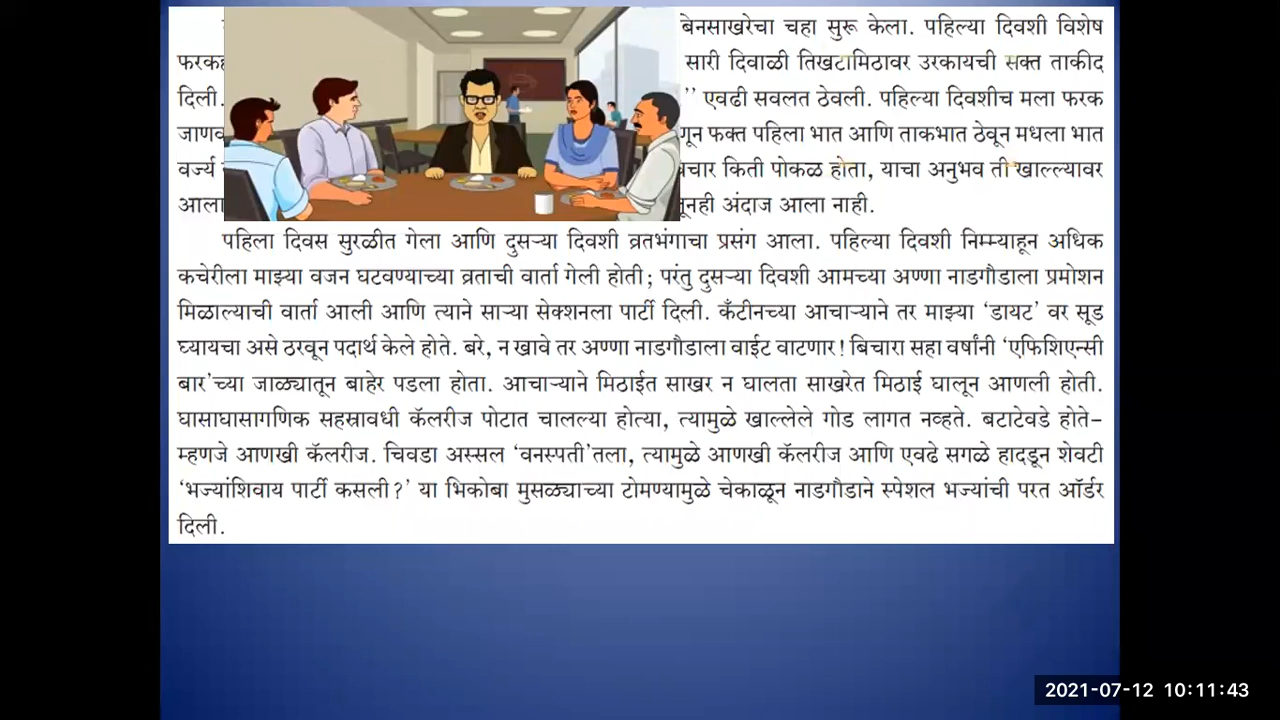 बेनसाखरेचा चहा सुरू केला. पहिल्या दिवशी विशेष
सारी दिवाळी तिखटामिठावर उरकायची सक्त ताकीद
दिली. ’’ एवढी सवलत ठेवली. पहिल्या दिवशीच मला फरक
फक्त पहिला भात आणि ताकभात ठेवून मधला भात
वर्ज्य किती पोकळ होता, याचा अनुभव ती खाल्ल्यावर
आला अंदाज आला नाही.
पहिला दिवस सुरळीत गेला आणि दुसऱ्या दिवशी व्रतभंगाचा प्रसंग आला. पहिल्या दिवशी निम्म्याहून अधिक
कचेरीला माझ्या वजन घटवण्याच्या व्रताची वार्ता गेली होती; परंतु दुसऱ्या दिवशी आमच्या अण्णा नाडगौडाला प्रमोशन
मिळाल्याची वार्ता आली आणि त्याने साऱ्या सेक्शनला पार्टी दिली. कँटीनच्या आचाऱ्याने तर माझ्या ‘डायट’ वर सूड
घ्यायचा असे ठरवून पदार्थ केले होते. बरे, न खावे तर अण्णा नाडगौडाला वाईट वाटणार! बिचारा सहा वर्षांनी ‘एफिशिएन्सी
बार’च्या जाळ्यातून बाहेर पडला होता. आचाऱ्याने मिठाईत साखर न घालता साखरेत मिठाई घालून आणली होती.
घासाघासागणिक सहस्रावधी कॅलरीज पोटात चालल्या होत्या, त्यामुळे खाल्लेले गोड लागत नव्हते. बटाटेवडे होते–
म्हणजे आणखी कॅलरीज. चिवडा अस्सल ‘वनस्पती’तला, त्यामुळे आणखी कॅलरीज आणि एवढे सगळे हादडून शेवटी
‘भज्यांशिवाय पार्टी कसली?’ या भिकोबा मुसळ्याच्या टोमण्यामुळे चेकाळून नाडगौडाने स्पेशल भज्यांची परत ऑर्डर
दिली.
2021-07-12 10:11:43